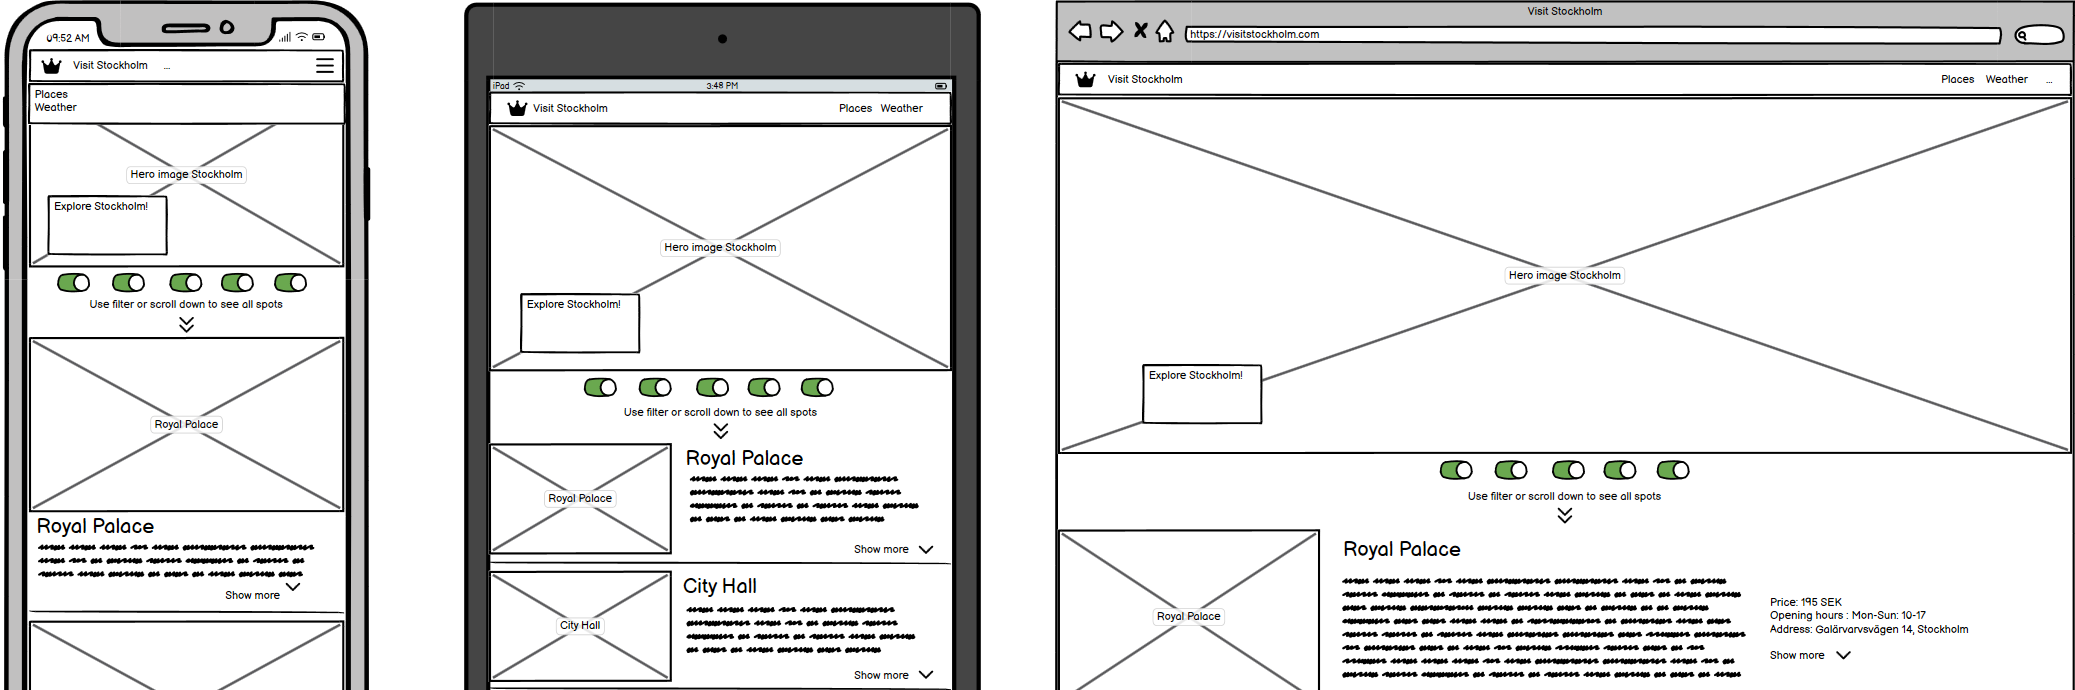 09:52 AM
Visit Stockholm ...
Places
Weather
Hero image Stockholm
Explore Stockholm!
Use filter or scroll down to see all spots
Royal Palace
Royal Palace
Show more
iPad
3:48 PM
Visit Stockholm Places Weather
Hero image Stockholm
Explore Stockholm!
Use filter or scroll down to see all spots
Royal Palace
Royal Palace
Show more
City Hall
City Hall
Show more
Visit Stockholm
https://visitstockholm.com
Visit Stockholm Places Weather ...
Hero image Stockholm
Explore Stockholm!
Use filter or scroll down to see all spots
Royal Palace
Royal Palace
Price: 195 SEK
Opening hours : Mon-Sun: 10-17
Address: Galärvarvsvägen 14, Stockholm
Show more